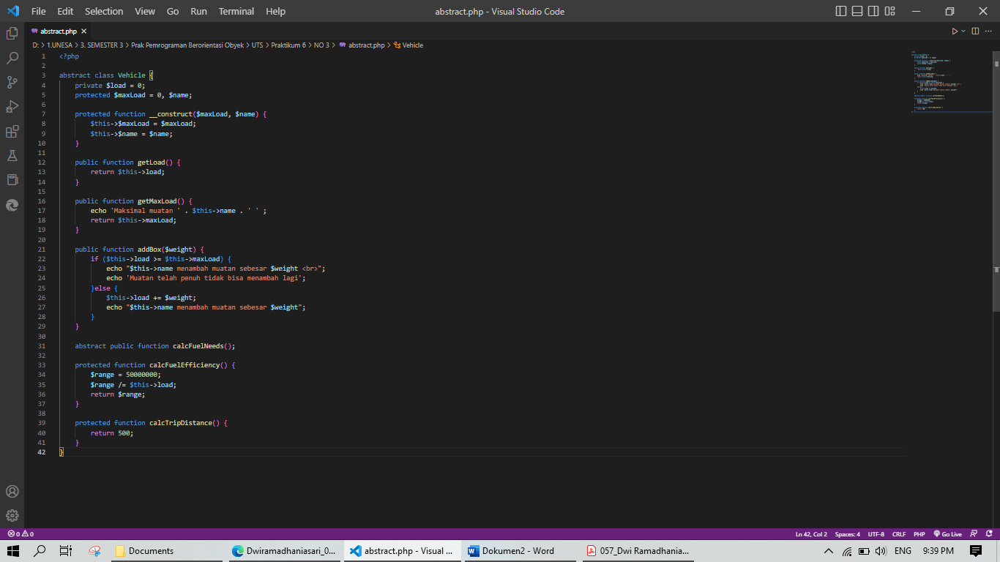 File Edit Selection View Go Run Terminal Help
abstract.php - Visual Studio Code
abstract.php
D: > 1.UNESA > 3. SEMESTER 3 > Prak Pemrograman Berorientasi Obyek > UTS > Praktikum 6 > NO 3 > abstract.php > Vehicle
1 <?php
2
3 abstract class Vehicle {
4     private $load = 0;
5     protected $maxLoad = 0, $name;
6
7     protected function __construct($maxLoad, $name) {
8         $this->$maxLoad = $maxLoad;
9         $this->$name = $name;
10     }
11
12     public function getLoad() {
13         return $this->load;
14     }
15
16     public function getMaxLoad() {
17         echo 'Maksimal muatan ' . $this->name . ' ' ;
18         return $this->maxLoad;
19     }
20
21     public function addBox($weight) {
22         if ($this->load >= $this->maxLoad) {
23             echo "$this->name menambah muatan sebesar $weight <br>";
24             echo 'Muatan telah penuh tidak bisa menambah lagi';
25         }else {
26             $this->load += $weight;
27             echo "$this->name menambah muatan sebesar $weight";
28         }
29     }
30
31     abstract public function calcFuelNeeds();
32
33     protected function calcFuelEfficiency() {
34         $range = 50000000;
35         $range /= $this->load;
36         return $range;
37     }
38
39     protected function calcTripDistance() {
40         return 500;
41     }
42 }
0 0
Ln 42, Col 2 Spaces: 4 UTF-8 CRLF PHP Go Live
Documents
Dwiramadhaniasari_0...
abstract.php - Visual ...
Dokumen2 - Word
057_Dwi Ramadhania...
ENG 9:39 PM